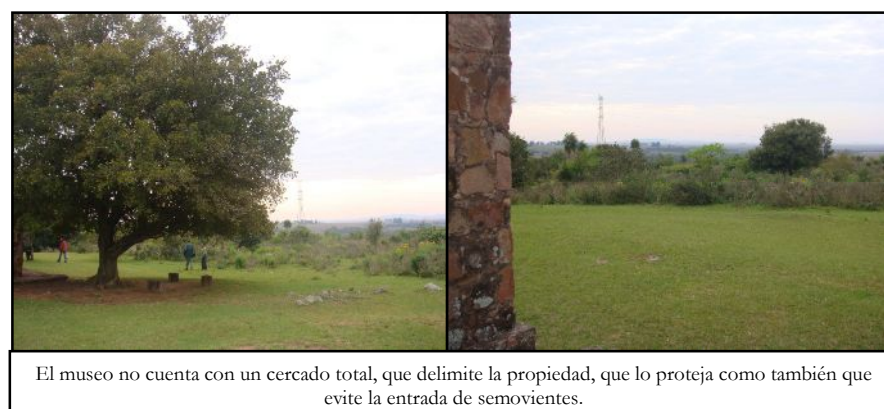 El museo no cuenta con un cercado total, que delimite la propiedad, que lo proteja como también que
evite la entrada de semovientes.